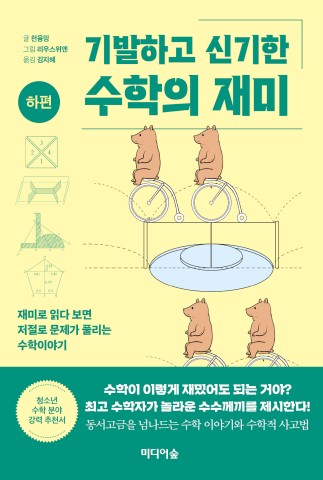 글 천융밍
그림 리우스위엔
옮김 김지혜
기발하고 신기한
수학의 재미
하편
재미로 읽다 보면
저절로 문제가 풀리는
수학이야기
청소년
수학 분야
강력 추천서
수학이 이렇게 재밌어도 되는 거야?
최고 수학자가 놀라운 수수께끼를 제시한다!
동서고금을 넘나드는 수학 이야기와 수학적 사고법
미디어숲